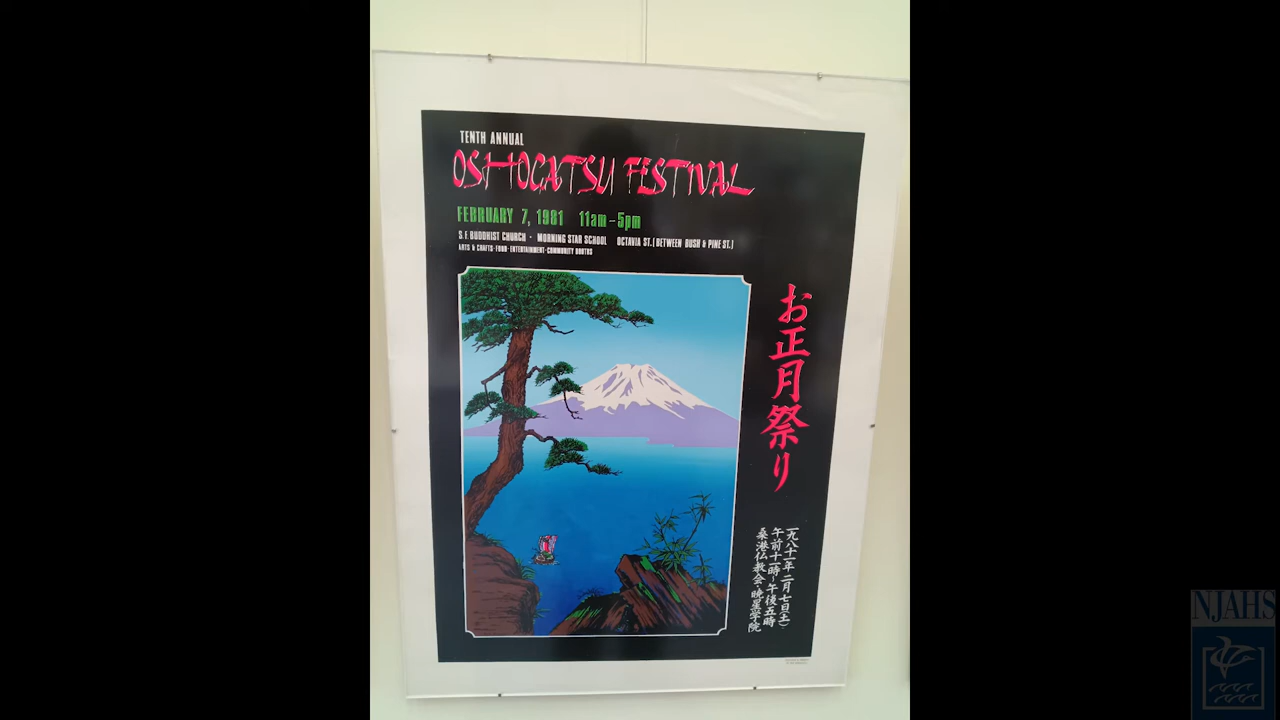 TENTH ANNUAL
OSHOGATSU FESTIVAL
FEBRUARY 7, 1981 11am-5pm
S.F. BUDDHIST CHURCH · MORNING STAR SCHOOL OCTAVIA ST. (BETWEEN BUSH & PINE ST.)
ARTS & CRAFTS·FOOD·ENTERTAINMENT·COMMUNITY BOOTHS
お正月祭り
一九八十一年二月七日(土)
午前十一時~午後五時
桑港仏教会・暁星学院
NJAHS